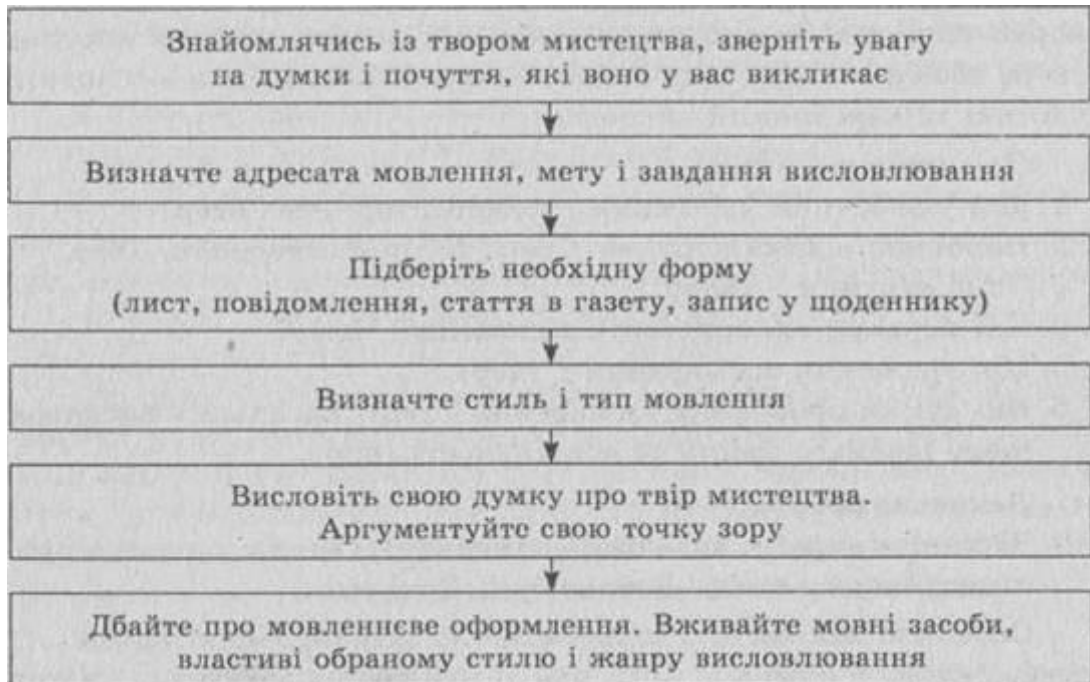 Знайомлячись із твором мистецтва, зверніть увагу
на думки і почуття, які воно у вас викликає
Визначте адресата мовлення, мету і завдання висловлювання
Підберіть необхідну форму
(лист, повідомлення, стаття в газету, запис у щоденнику)
Визначте стиль і тип мовлення
Висловіть свою думку про твір мистецтва.
Аргументуйте свою точку зору
Дбайте про мовленнєве оформлення. Вживайте мовні засоби,
властиві обраному стилю і жанру висловлювання